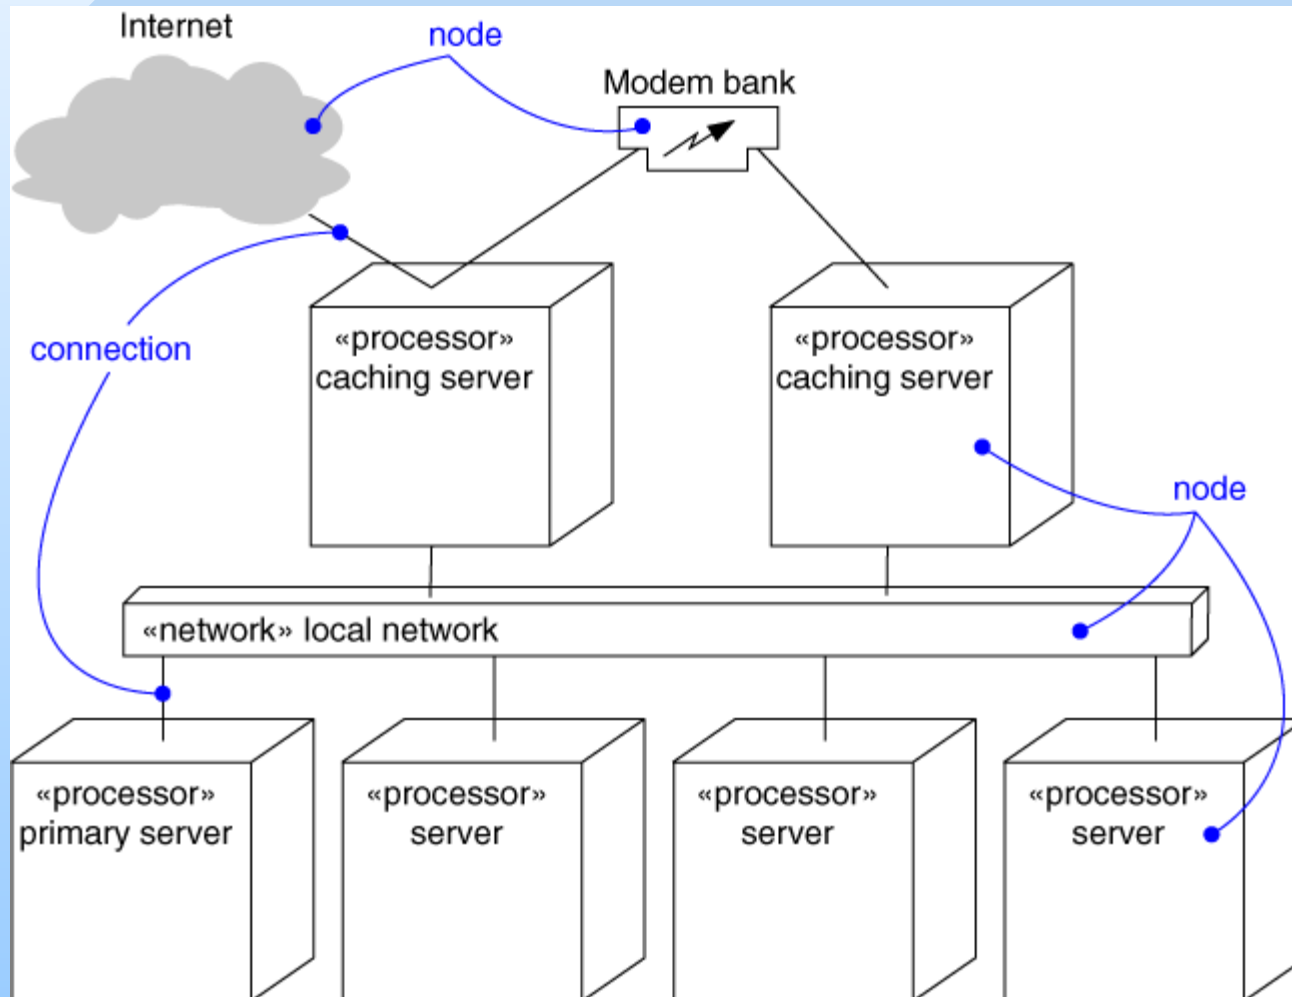 Internet
node
Modem bank
«processor»
caching server
«processor»
caching server
connection
node
«network» local network
«processor»
primary server
«processor»
server
«processor»
server
«processor»
server